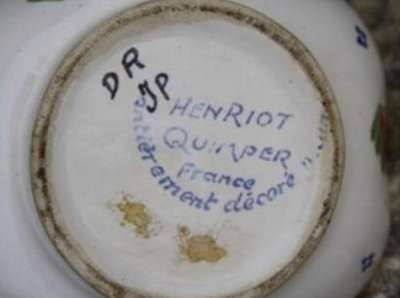 DR
JP
HENRIOT
QUIMPER
France
entièrement décoré